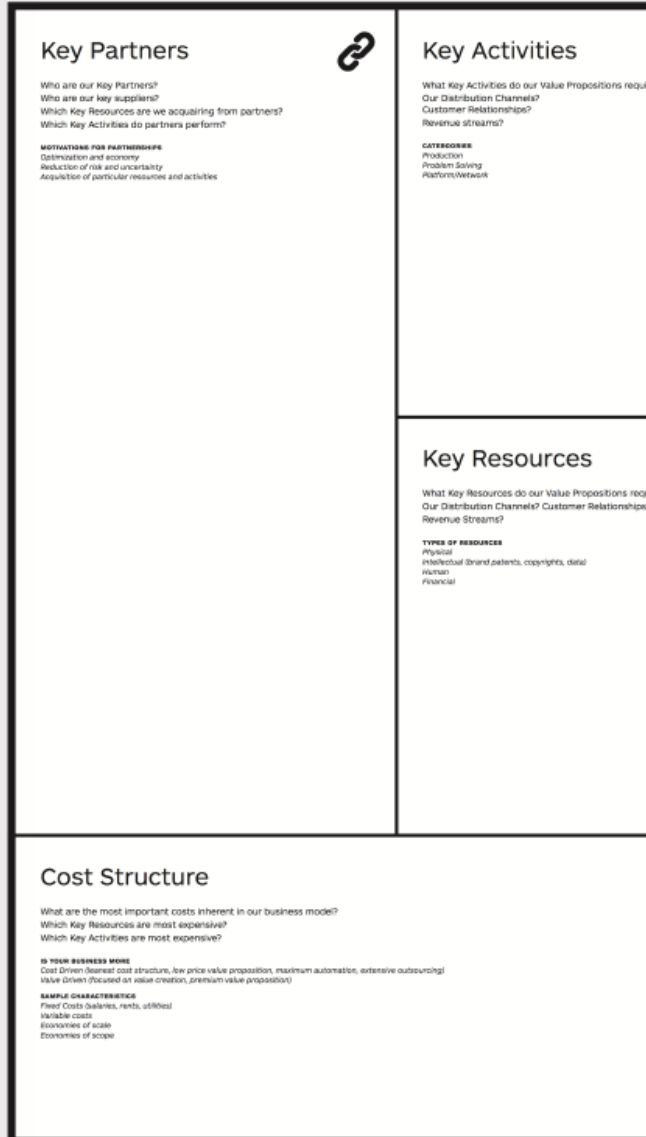 Key Partners
Who are our Key Partners?
Who are our key suppliers?
Which Key Resources are we acquairing from partners?
Which Key Activities do partners perform?
MOTIVATIONS FOR PARTNERSHIPS
Optimization and economy
Reduction of risk and uncertainty
Acquisition of particular resources and activities
Key Activities
What Key Activities do our Value Propositions requi
Our Distribution Channels?
Customer Relationships?
Revenue streams?
CATERGORIES
Production
Problem Solving
Platform/Network
Key Resources
What Key Resources do our Value Propositions requ
Our Distribution Channels? Customer Relationships
Revenue Streams?
TYPES OF RESOURCES
Physical
Intellectual (brand patents, copyrights, data)
Human
Financial
Cost Structure
What are the most important costs inherent in our business model?
Which Key Resources are most expensive?
Which Key Activities are most expensive?
IS YOUR BUSINESS MORE
Cost Driven (leanest cost structure, low price value proposition, maximum automation, extensive outsourcing)
Value Driven (focused on value creation, premium value proposition)
SAMPLE CHARACTERISTICS
Fixed Costs (salaries, rents, utilities)
Variable costs
Economies of scale
Economies of scope